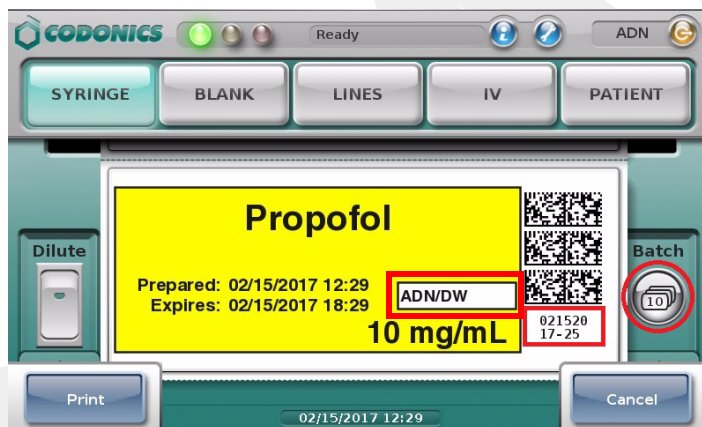 CODONICS Ready ADN
SYRINGE BLANK LINES IV PATIENT
Propofol
Dilute
Batch
Prepared: 02/15/2017 12:29
Expires: 02/15/2017 18:29
ADN/DW
10
10 mg/mL
021520
17-25
Print
Cancel
02/15/2017 12:29